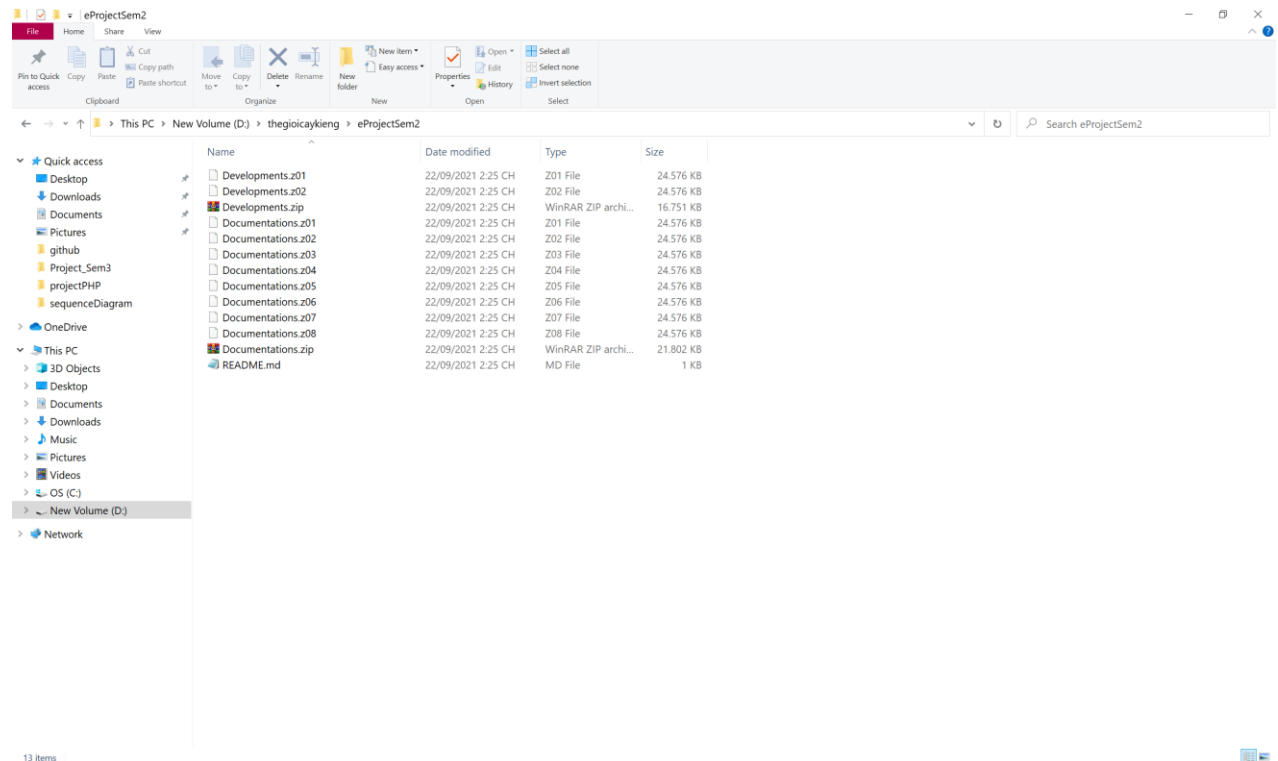 eProjectSem2
File Home Share View
Pin to Quick access
Copy
Paste
Cut
Copy path
Paste shortcut
Clipboard
Move to
Copy to
Delete
Rename
Organize
New folder
New item
Easy access
New
Properties
Open
Edit
History
Open
Select all
Select none
Invert selection
Select
This PC > New Volume (D:) > thegioicaykieng > eProjectSem2
Search eProjectSem2
Quick access
Desktop
Downloads
Documents
Pictures
github
Project_Sem3
projectPHP
sequenceDiagram
OneDrive
This PC
3D Objects
Desktop
Documents
Downloads
Music
Pictures
Videos
OS (C:)
New Volume (D:)
Network
Name Date modified Type Size
Developments.z01 22/09/2021 2:25 CH Z01 File 24.576 KB
Developments.z02 22/09/2021 2:25 CH Z02 File 24.576 KB
Developments.zip 22/09/2021 2:25 CH WinRAR ZIP archi... 16.751 KB
Documentations.z01 22/09/2021 2:25 CH Z01 File 24.576 KB
Documentations.z02 22/09/2021 2:25 CH Z02 File 24.576 KB
Documentations.z03 22/09/2021 2:25 CH Z03 File 24.576 KB
Documentations.z04 22/09/2021 2:25 CH Z04 File 24.576 KB
Documentations.z05 22/09/2021 2:25 CH Z05 File 24.576 KB
Documentations.z06 22/09/2021 2:25 CH Z06 File 24.576 KB
Documentations.z07 22/09/2021 2:25 CH Z07 File 24.576 KB
Documentations.z08 22/09/2021 2:25 CH Z08 File 24.576 KB
Documentations.zip 22/09/2021 2:25 CH WinRAR ZIP archi... 21.802 KB
README.md 22/09/2021 2:25 CH MD File 1 KB
13 items